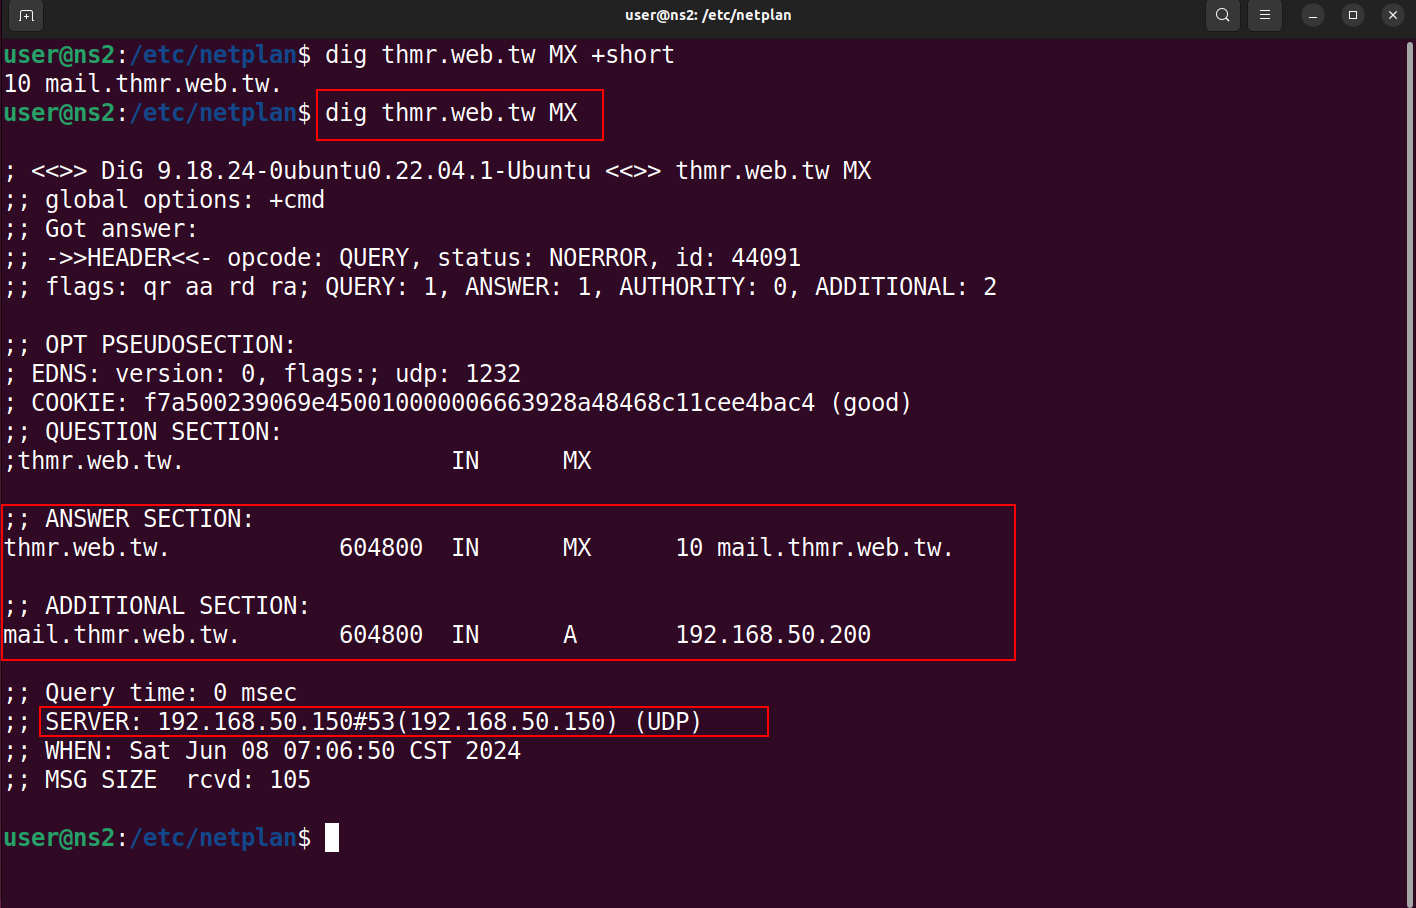 user@ns2: /etc/netplan
user@ns2:/etc/netplan$ dig thmr.web.tw MX +short
10 mail.thmr.web.tw.
user@ns2:/etc/netplan$ dig thmr.web.tw MX
; <<>> DiG 9.18.24-0ubuntu0.22.04.1-Ubuntu <<>> thmr.web.tw MX
;; global options: +cmd
;; Got answer:
;; ->>HEADER<<- opcode: QUERY, status: NOERROR, id: 44091
;; flags: qr aa rd ra; QUERY: 1, ANSWER: 1, AUTHORITY: 0, ADDITIONAL: 2
;; OPT PSEUDOSECTION:
; EDNS: version: 0, flags:; udp: 1232
; COOKIE: f7a500239069e450010000006663928a48468c11cee4bac4 (good)
;; QUESTION SECTION:
;thmr.web.tw. IN MX
;; ANSWER SECTION:
thmr.web.tw. 604800 IN MX 10 mail.thmr.web.tw.
;; ADDITIONAL SECTION:
mail.thmr.web.tw. 604800 IN A 192.168.50.200
;; Query time: 0 msec
;; SERVER: 192.168.50.150#53(192.168.50.150) (UDP)
;; WHEN: Sat Jun 08 07:06:50 CST 2024
;; MSG SIZE rcvd: 105
user@ns2:/etc/netplan$